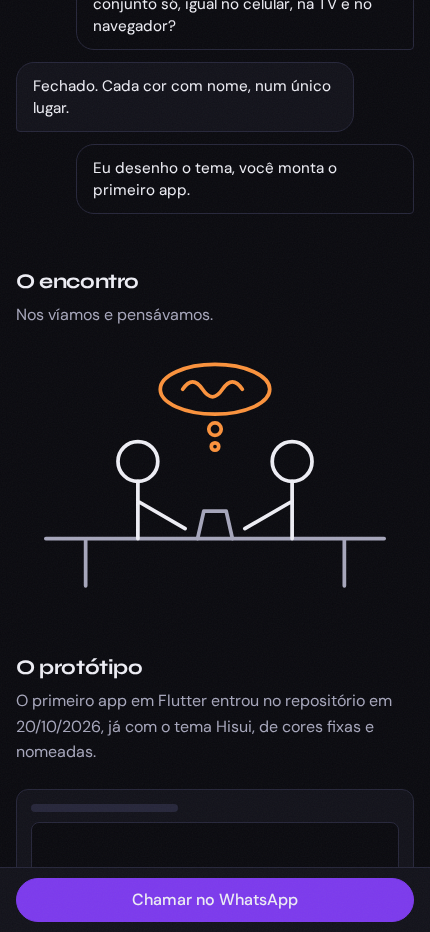 conjunto só, igual no celular, na TV e no
navegador?
Fechado. Cada cor com nome, num único
lugar.
Eu desenho o tema, você monta o
primeiro app.
O encontro
Nos víamos e pensávamos.
O protótipo
O primeiro app em Flutter entrou no repositório em
20/10/2026, já com o tema Hisui, de cores fixas e
nomeadas.
Chamar no WhatsApp